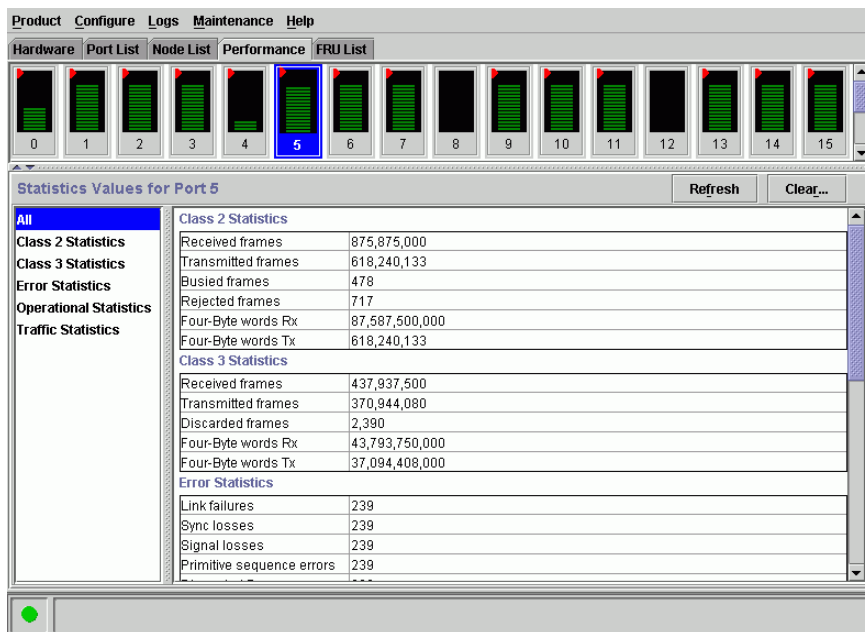 Product Configure Logs Maintenance Help
Hardware Port List Node List Performance FRU List
0 1 2 3 4 5 6 7 8 9 10 11 12 13 14 15
Statistics Values for Port 5 Refresh Clear...
All
Class 2 Statistics
Class 3 Statistics
Error Statistics
Operational Statistics
Traffic Statistics
Class 2 Statistics
Received frames 875,875,000
Transmitted frames 618,240,133
Busied frames 478
Rejected frames 717
Four-Byte words Rx 87,587,500,000
Four-Byte words Tx 618,240,133
Class 3 Statistics
Received frames 437,937,500
Transmitted frames 370,944,080
Discarded frames 2,390
Four-Byte words Rx 43,793,750,000
Four-Byte words Tx 37,094,408,000
Error Statistics
Link failures 239
Sync losses 239
Signal losses 239
Primitive sequence errors 239